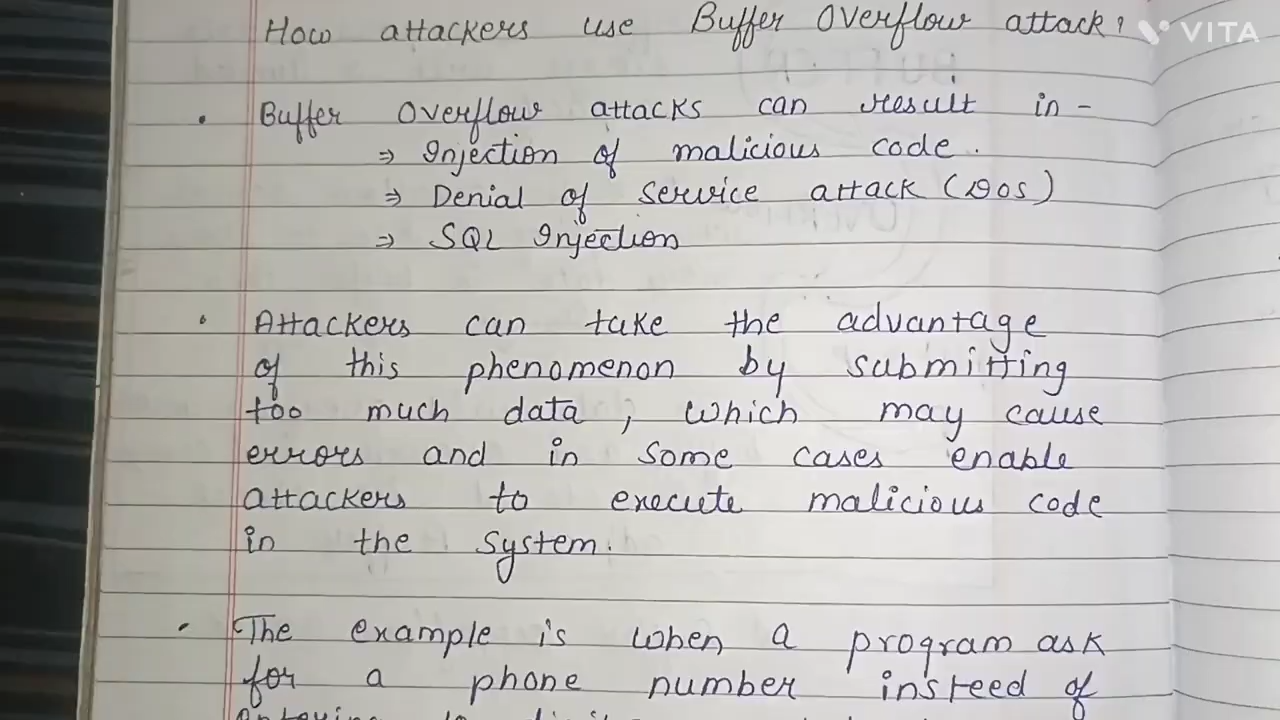 How attackers use Buffer Overflow attack?
VITA
• Buffer Overflow attacks can result in -
⇒ Injection of malicious code.
⇒ Denial of service attack (DOS)
⇒ SQL Injection
• Attackers can take the advantage
of this phenomenon by submitting
too much data, which may cause
errors and in some cases enable
attackers to execute malicious code
in the system.
• The example is when a program ask
for a phone number insteed of